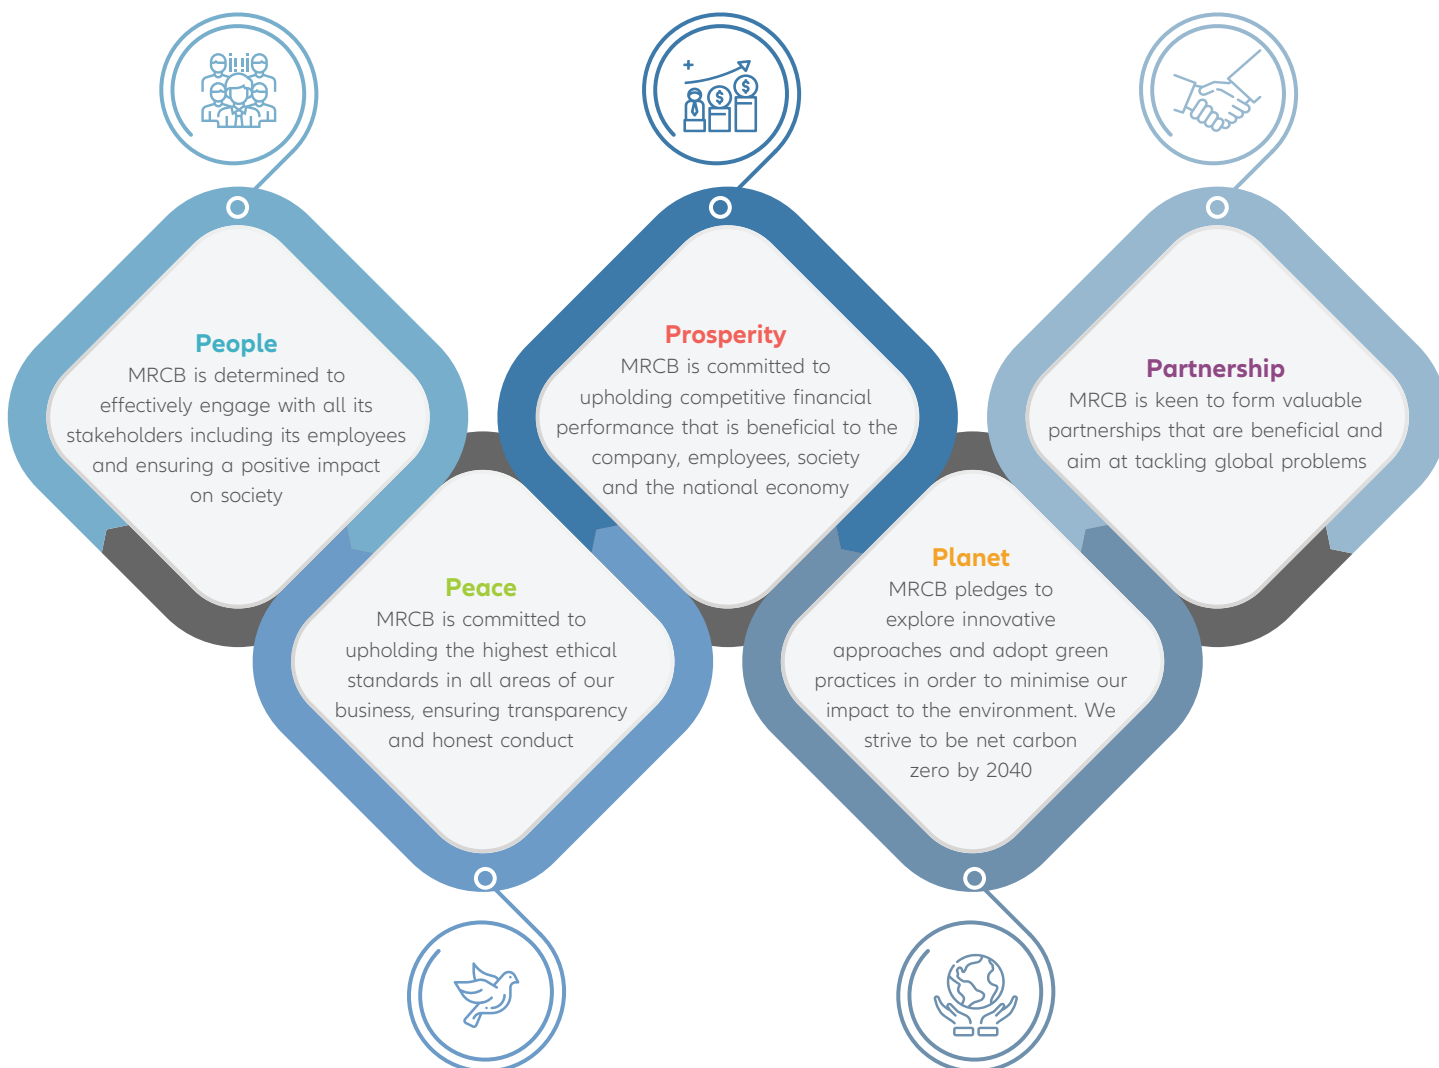 People
MRCB is determined to
effectively engage with all its
stakeholders including its employees
and ensuring a positive impact
on society
Peace
MRCB is committed to
upholding the highest ethical
standards in all areas of our
business, ensuring transparency
and honest conduct
Prosperity
MRCB is committed to
upholding competitive financial
performance that is beneficial to the
company, employees, society
and the national economy
Planet
MRCB pledges to
explore innovative
approaches and adopt green
practices in order to minimise our
impact to the environment. We
strive to be net carbon
zero by 2040
Partnership
MRCB is keen to form valuable
partnerships that are beneficial and
aim at tackling global problems